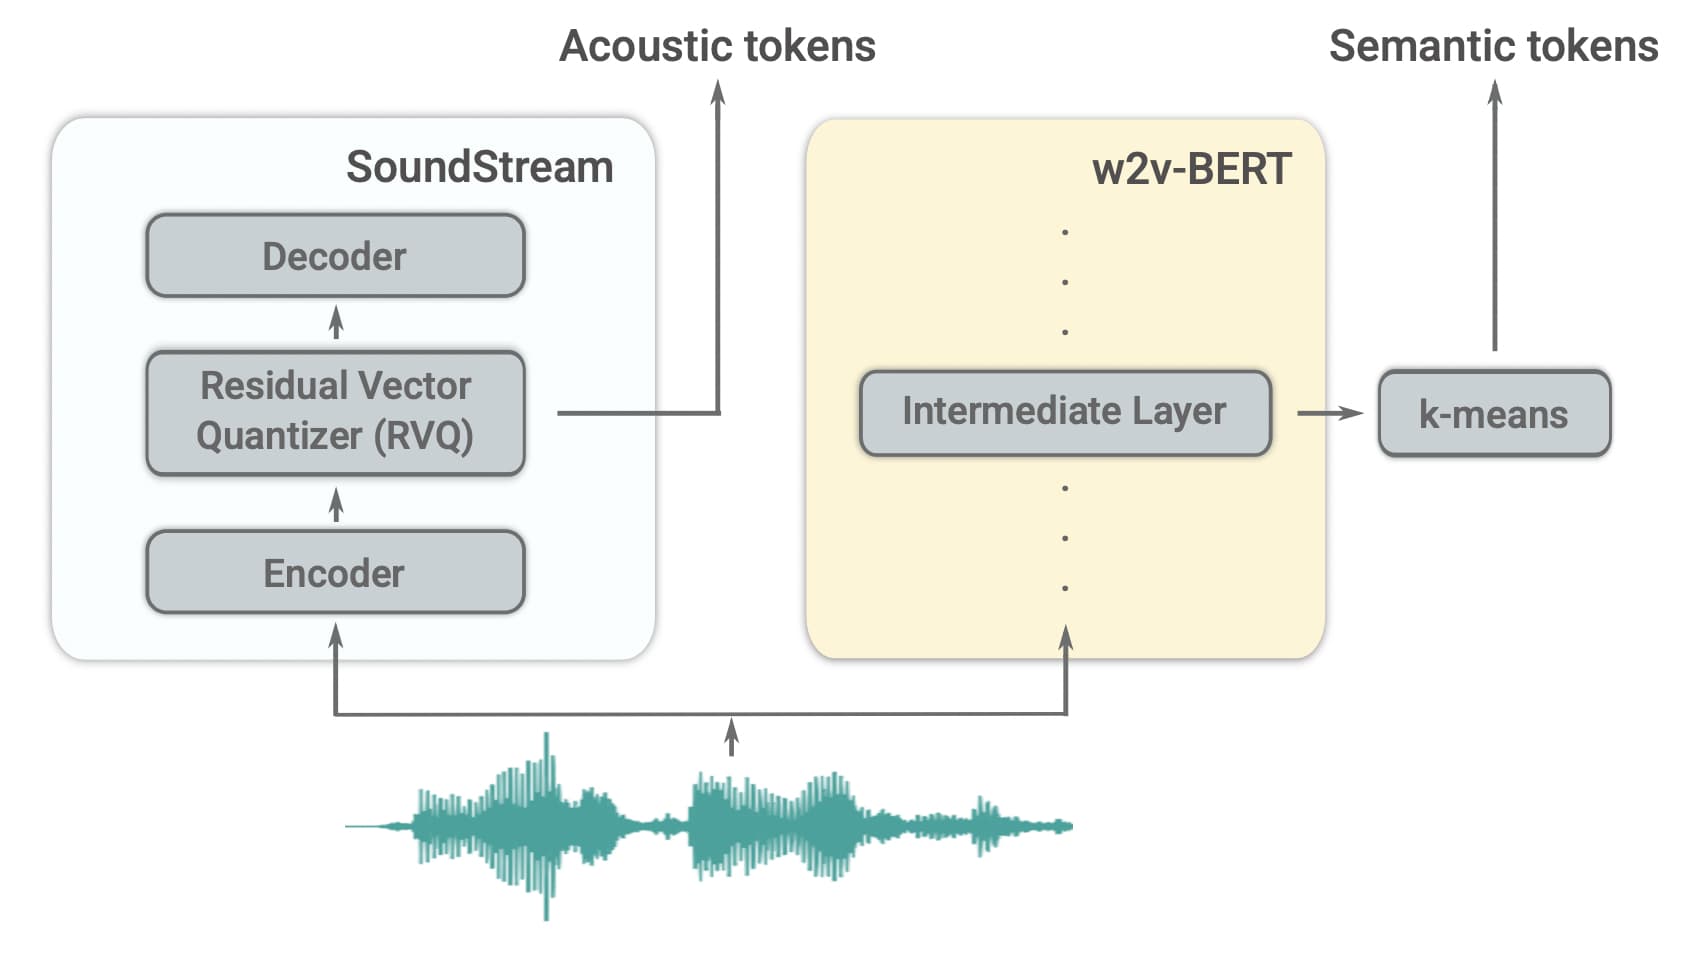 Acoustic tokens
Semantic tokens
SoundStream
Decoder
Residual Vector
Quantizer (RVQ)
Encoder
w2v-BERT
Intermediate Layer
k-means